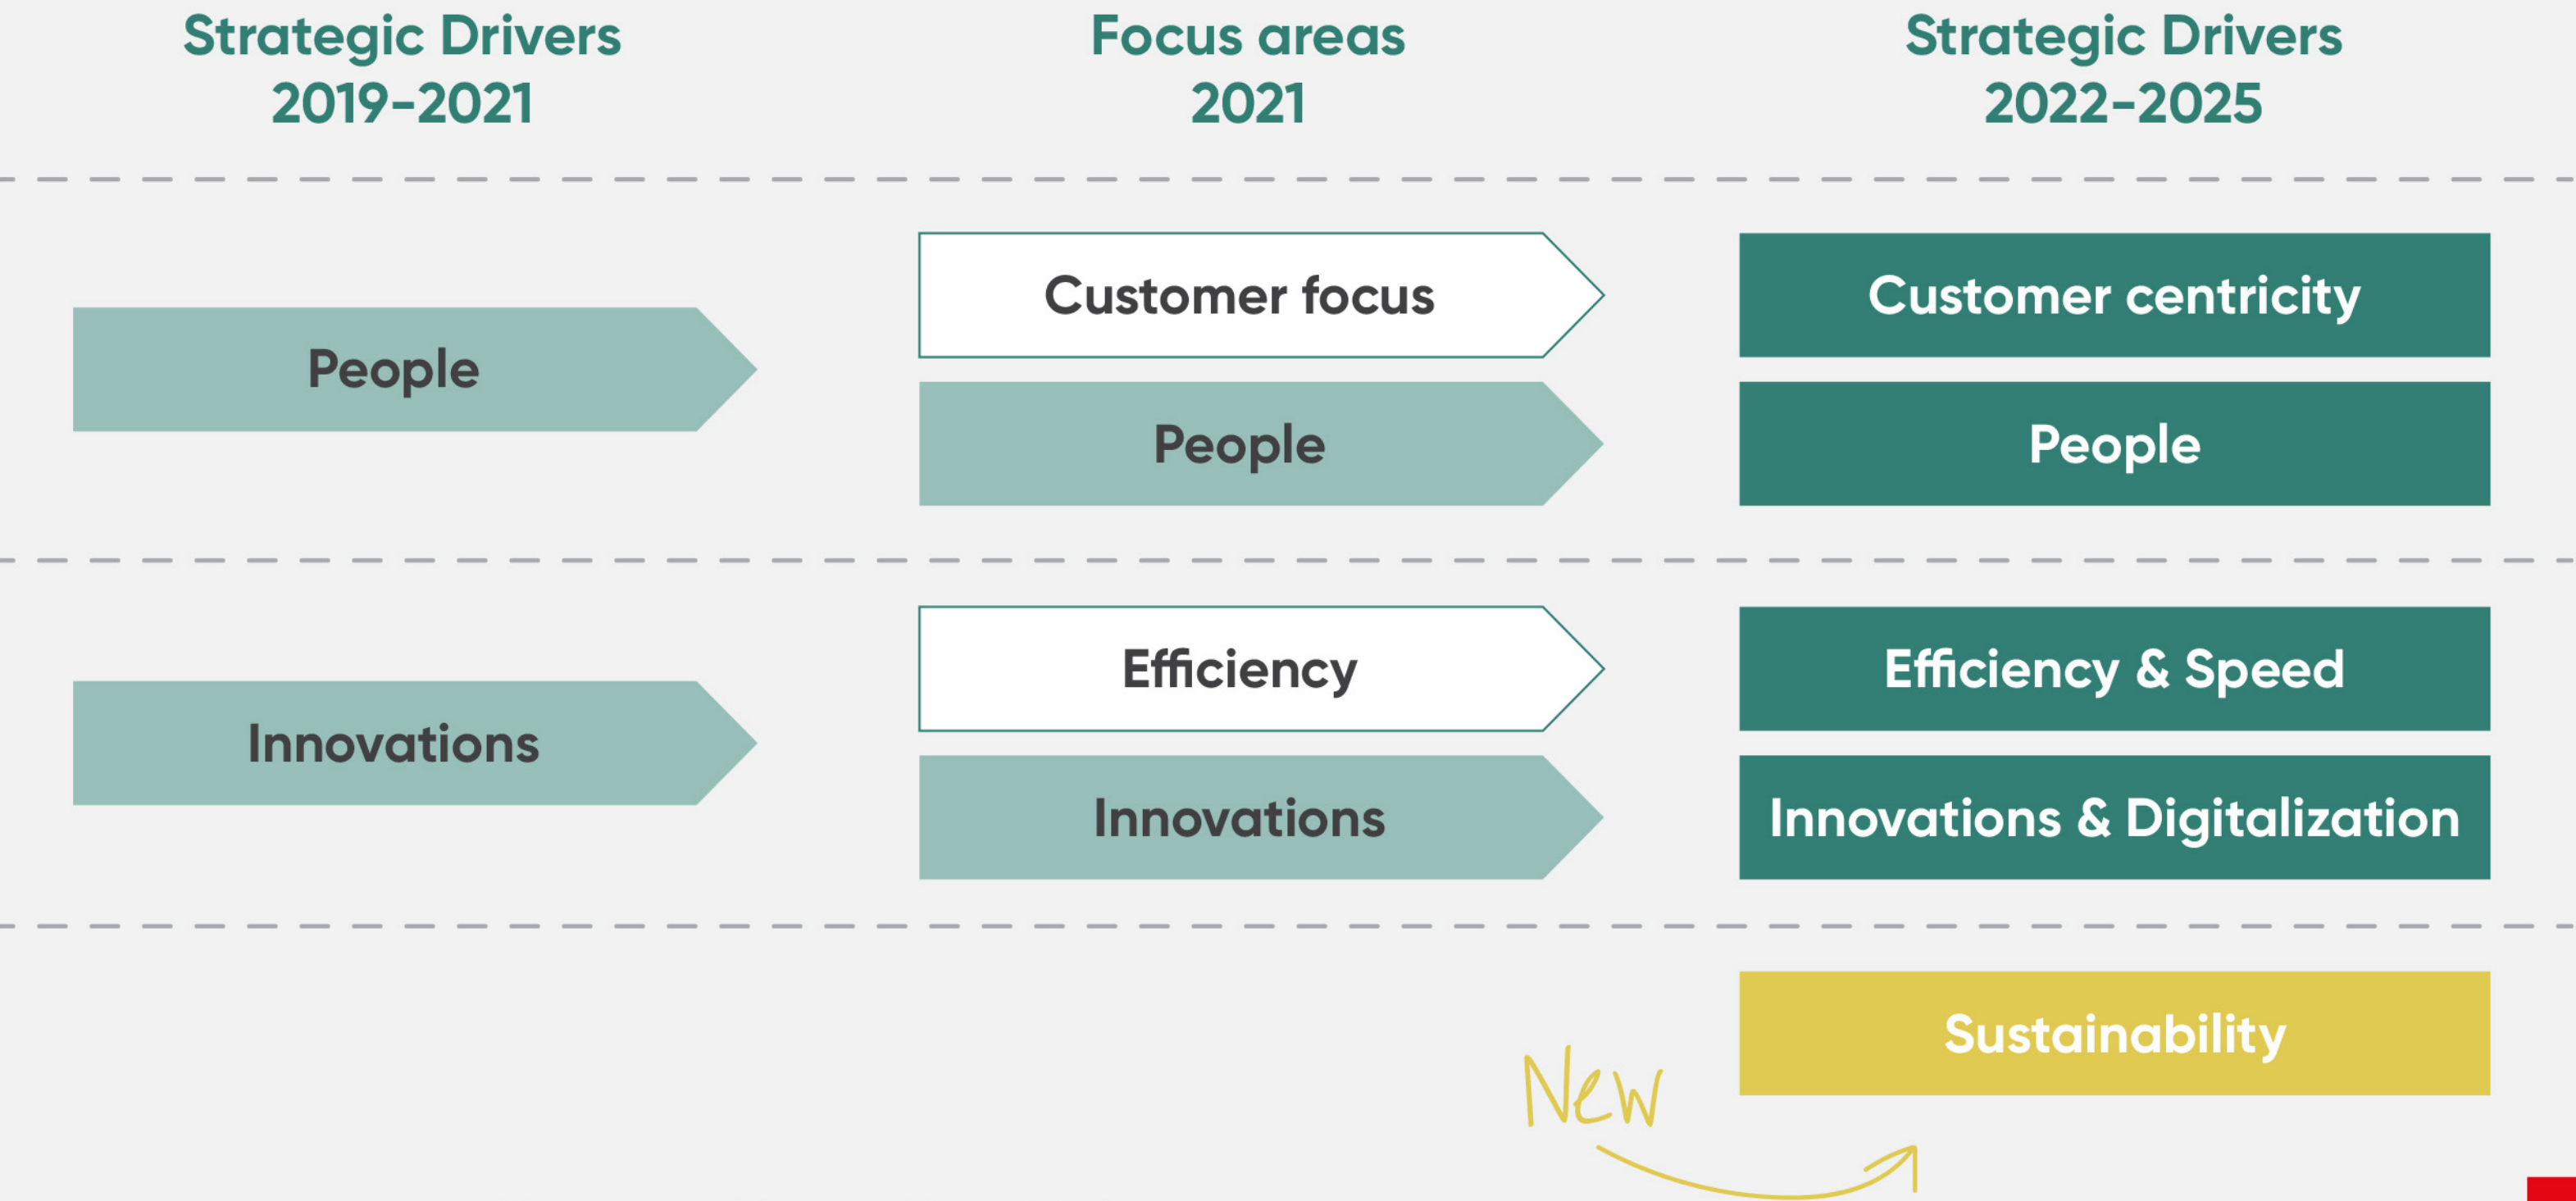 Strategic Drivers
2019-2021
Focus areas
2021
Strategic Drivers
2022-2025
People
Customer focus
People
Customer centricity
People
Innovations
Efficiency
Innovations
Efficiency & Speed
Innovations & Digitalization
New
Sustainability